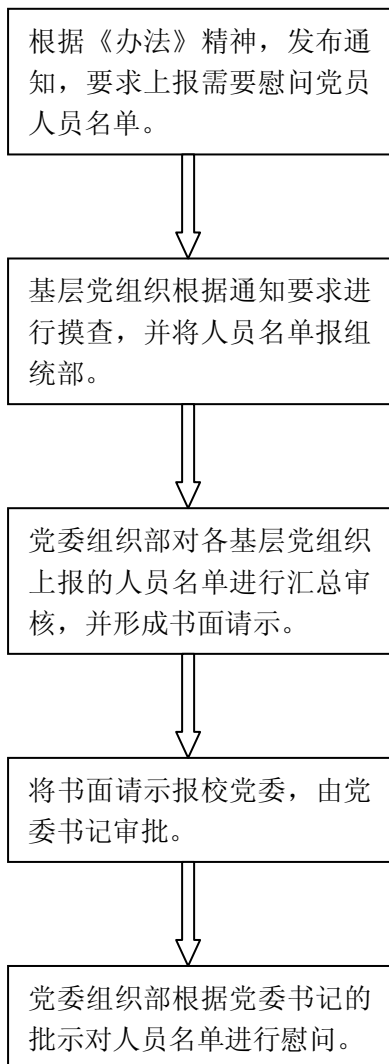 根据《办法》精神，发布通
知，要求上报需要慰问党员
人员名单。
基层党组织根据通知要求进
行摸查，并将人员名单报组
统部。
党委组织部对各基层党组织
上报的人员名单进行汇总审
核，并形成书面请示。
将书面请示报校党委，由党
委书记审批。
党委组织部根据党委书记的
批示对人员名单进行慰问。